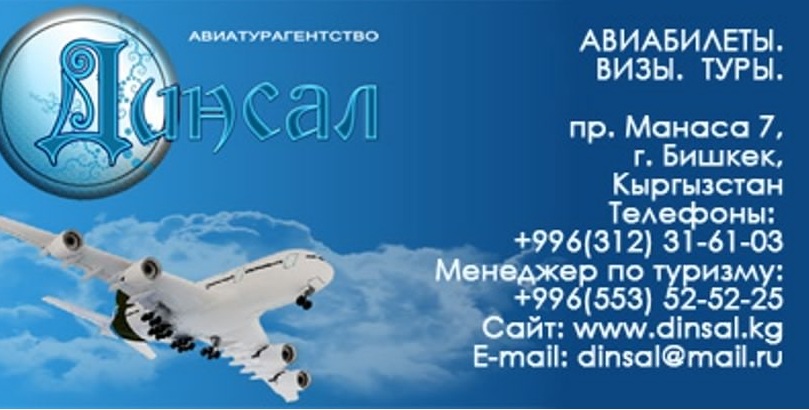 АВИАТУРАГЕНТСТВО
Динсал
АВИАБИЛЕТЫ.
ВИЗЫ. ТУРЫ.
пр. Манаса 7,
г. Бишкек,
Кыргызстан
Телефоны:
+996(312) 31-61-03
Менеджер по туризму:
+996(553) 52-52-25
Сайт: www.dinsal.kg
E-mail: dinsal@mail.ru